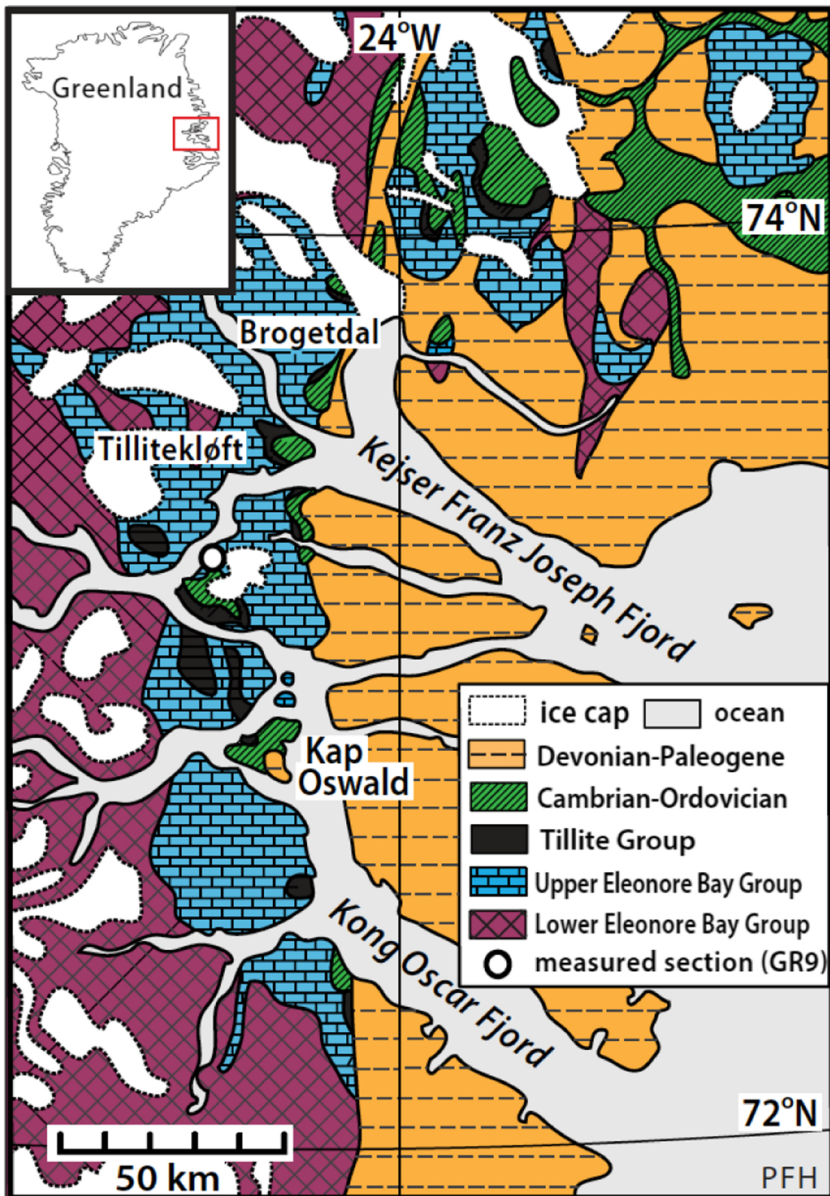 Greenland
24°W
74°N
Brogetdal
Tillitekløft
Kejser Franz Joseph Fjord
ice cap
ocean
Devonian-Paleogene
Cambrian-Ordovician
Tillite Group
Upper Eleonore Bay Group
Lower Eleonore Bay Group
measured section (GR9)
Kap
Oswald
Kong Oscar Fjord
72°N
50 km
PFH